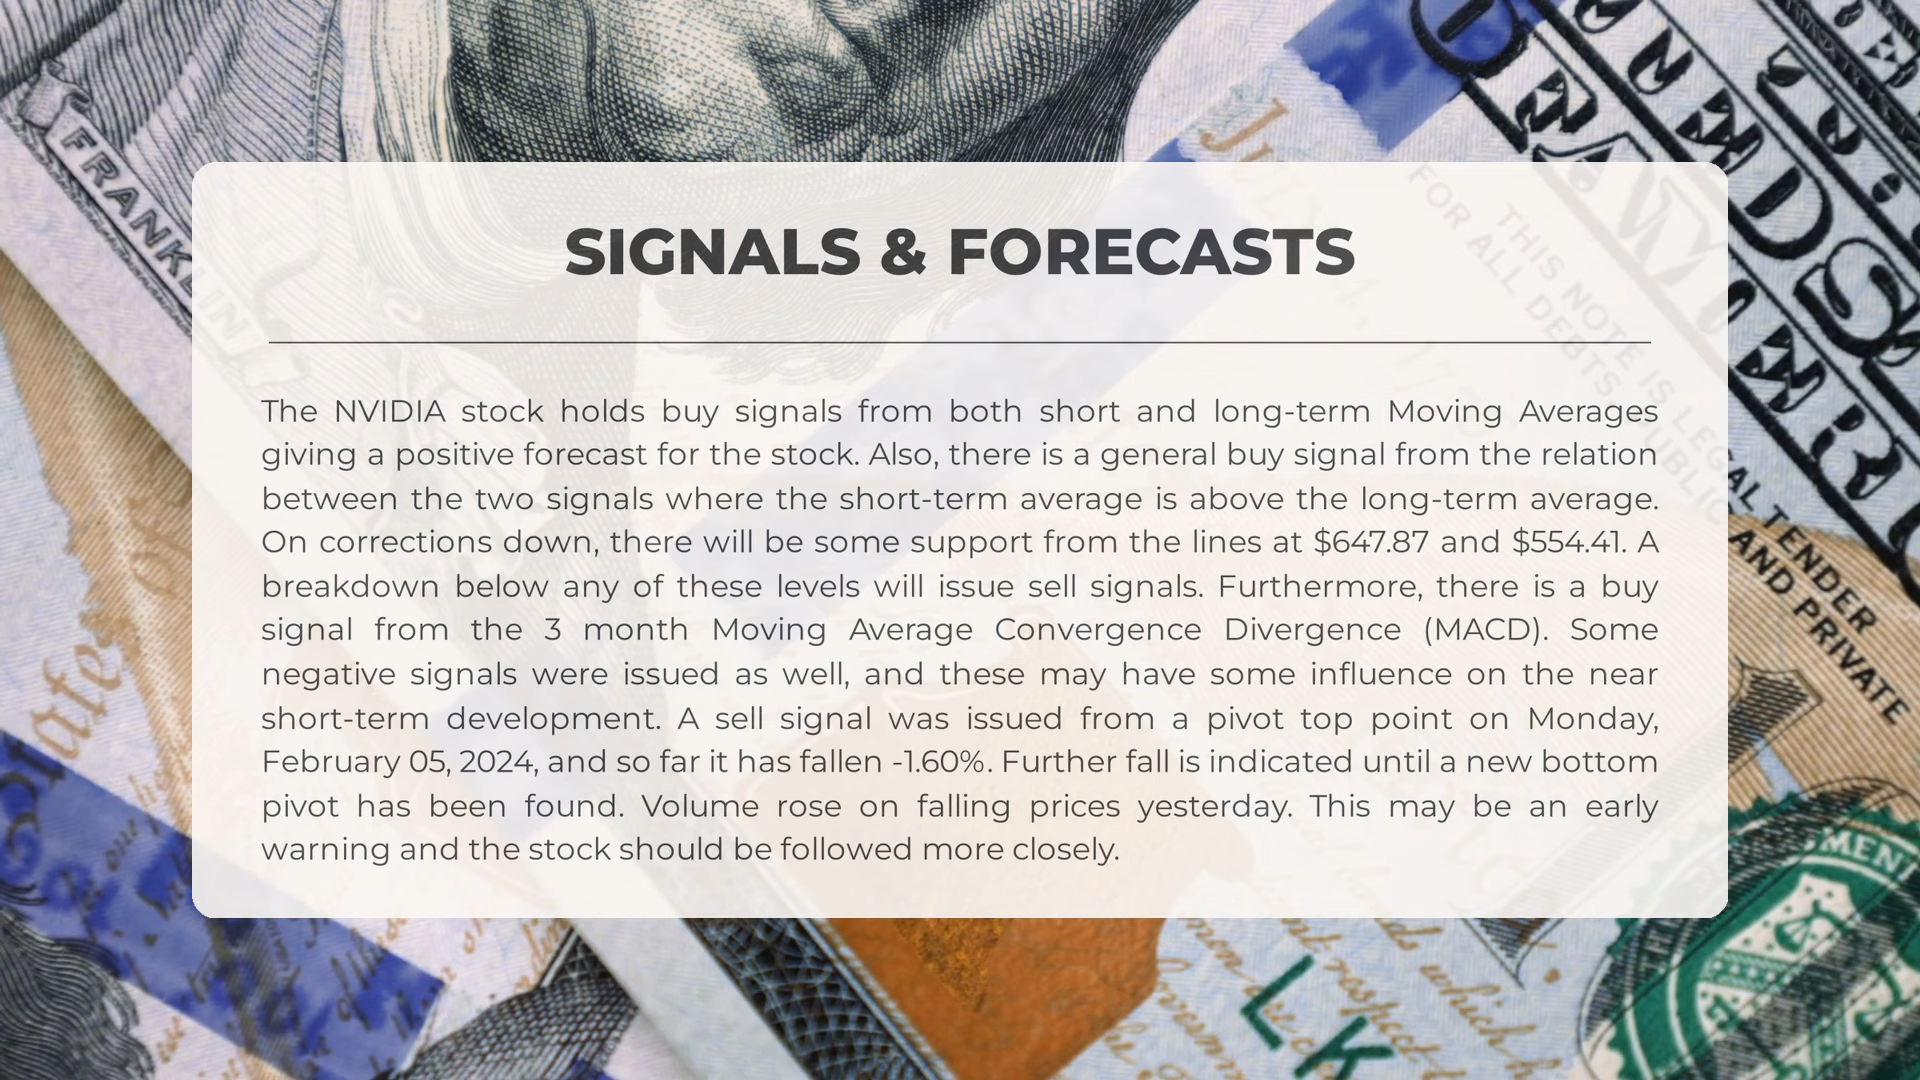 FRANKLIN
THIS NOTE IS LEGAL TENDER
FOR ALL DEBTS, PUBLIC AND PRIVATE
SIGNALS & FORECASTS
The NVIDIA stock holds buy signals from both short and long-term Moving Averages
giving a positive forecast for the stock. Also, there is a general buy signal from the relation
between the two signals where the short-term average is above the long-term average.
On corrections down, there will be some support from the lines at $647.87 and $554.41. A
breakdown below any of these levels will issue sell signals. Furthermore, there is a buy
signal from the 3 month Moving Average Convergence Divergence (MACD). Some
negative signals were issued as well, and these may have some influence on the near
short-term development. A sell signal was issued from a pivot top point on Monday,
February 05, 2024, and so far it has fallen -1.60%. Further fall is indicated until a new bottom
pivot has been found. Volume rose on falling prices yesterday. This may be an early
warning and the stock should be followed more closely.
L K